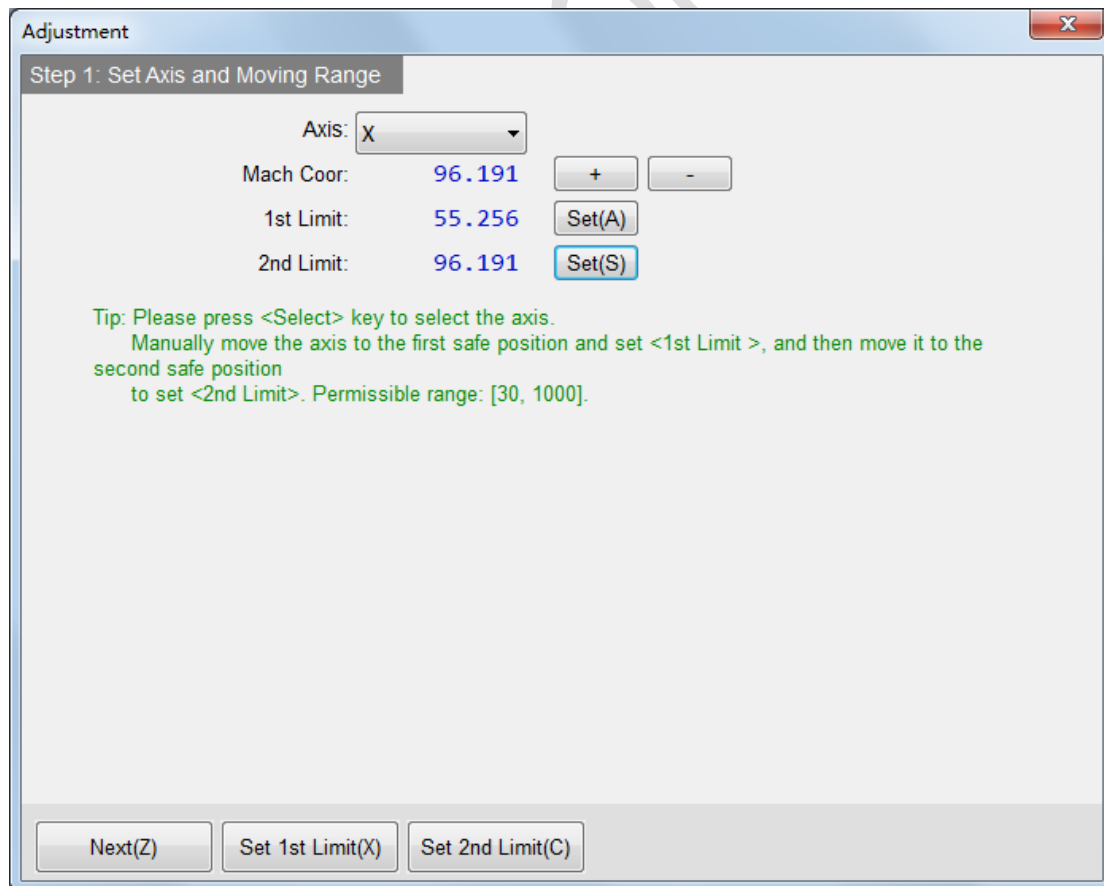 Adjustment
x
Step 1: Set Axis and Moving Range
Axis: X
Mach Coor: 96.191 + -
1st Limit: 55.256 Set(A)
2nd Limit: 96.191 Set(S)
Tip: Please press <Select> key to select the axis.
Manually move the axis to the first safe position and set <1st Limit >, and then move it to the
second safe position
to set <2nd Limit>. Permissible range: [30, 1000].
Next(Z) Set 1st Limit(X) Set 2nd Limit(C)